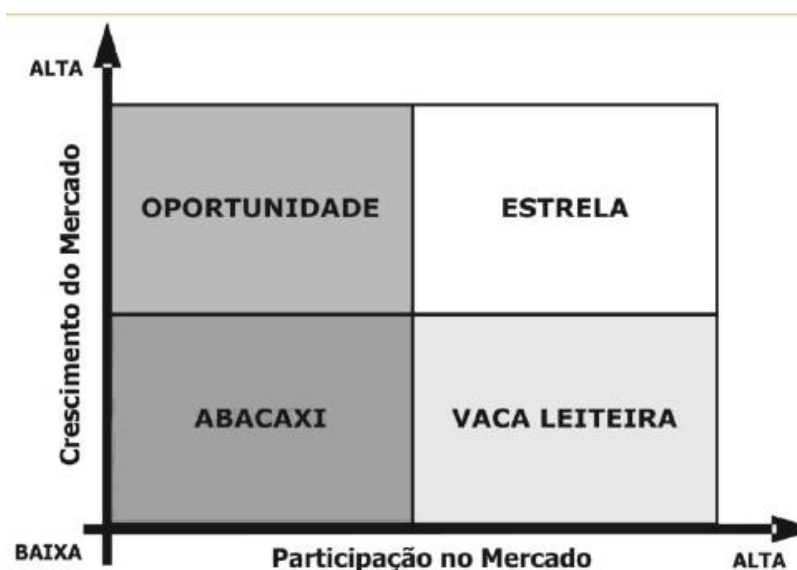 ALTA
Crescimento do Mercado
OPORTUNIDADE
ESTRELA
ABACAXI
VACA LEITEIRA
BAIXA
Participação no Mercado
ALTA